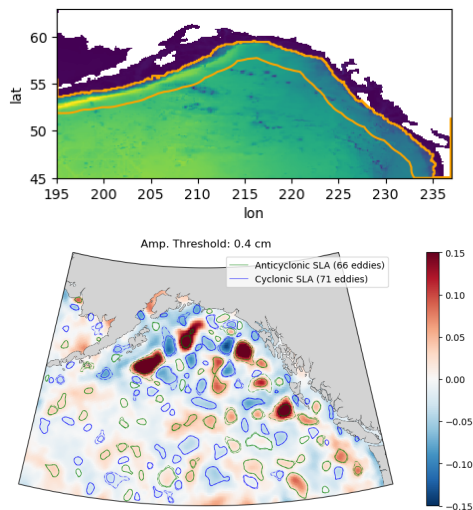 60
55
50
45
lat
195 200 205 210 215 220 225 230 235
lon
Amp. Threshold: 0.4 cm
Anticyclonic SLA (66 eddies)
Cyclonic SLA (71 eddies)
0.15
0.10
0.05
0.00
−0.05
−0.10
−0.15